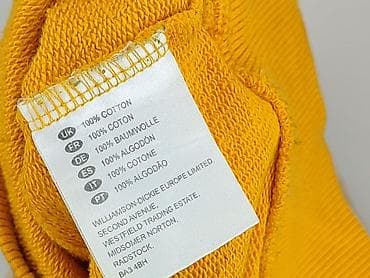 UK 100% COTTON
FR 100% COTON
DE 100% BAUMWOLLE
ES 100% ALGODÓN
IT 100% COTONE
PT 100% ALGODÃO
WILLIAMSON-DICKIE EUROPE LIMITED
SECOND AVENUE,
WESTFIELD TRADING ESTATE,
MIDSOMER NORTON,
RADSTOCK.
BA3 4BH